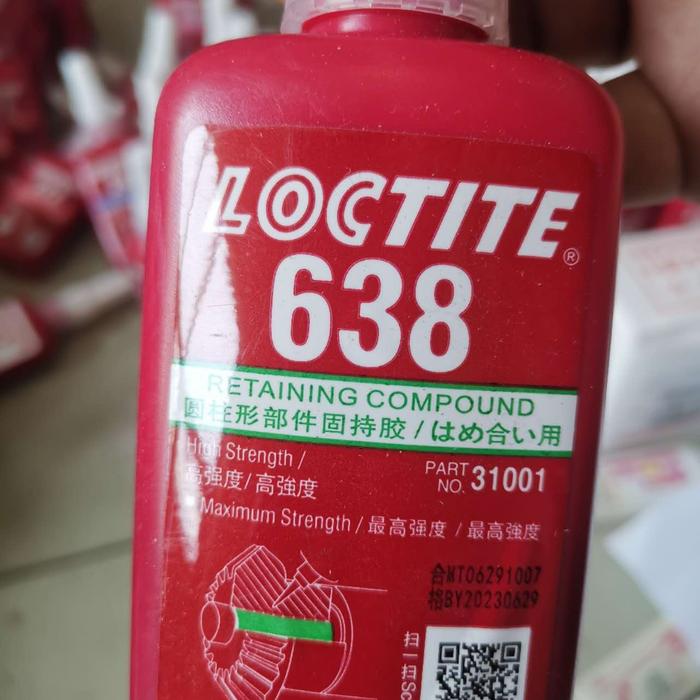 LOCTITE®
638
RETAINING COMPOUND
圆柱形部件固持胶 / はめ合い用
High Strength /
高强度 / 高強度
PART NO. 31001
Maximum Strength / 最高强度 / 最高強度
合MT06291007
格BY20230629
扫一扫